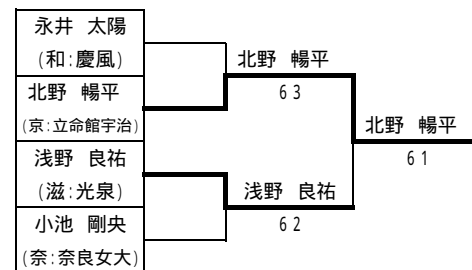 永井 太陽
(和:慶風)
北野 暢平
(京:立命館宇治)
浅野 良祐
(滋:光泉)
小池 剛央
(奈:奈良女大)
北野 暢平
6 3
浅野 良祐
6 2
北野 暢平
6 1